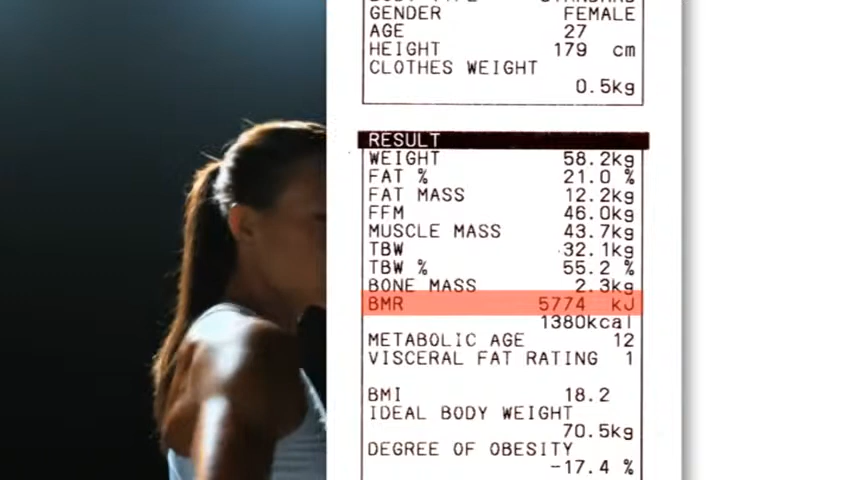 GENDER FEMALE
AGE 27
HEIGHT 179 cm
CLOTHES WEIGHT
0.5kg
RESULT
WEIGHT 58.2kg
FAT % 21.0 %
FAT MASS 12.2kg
FFM 46.0kg
MUSCLE MASS 43.7kg
TBW 32.1kg
TBW % 55.2 %
BONE MASS 2.3kg
BMR 5774 kJ
1380kcal
METABOLIC AGE 12
VISCERAL FAT RATING 1
BMI 18.2
IDEAL BODY WEIGHT
70.5kg
DEGREE OF OBESITY
-17.4 %